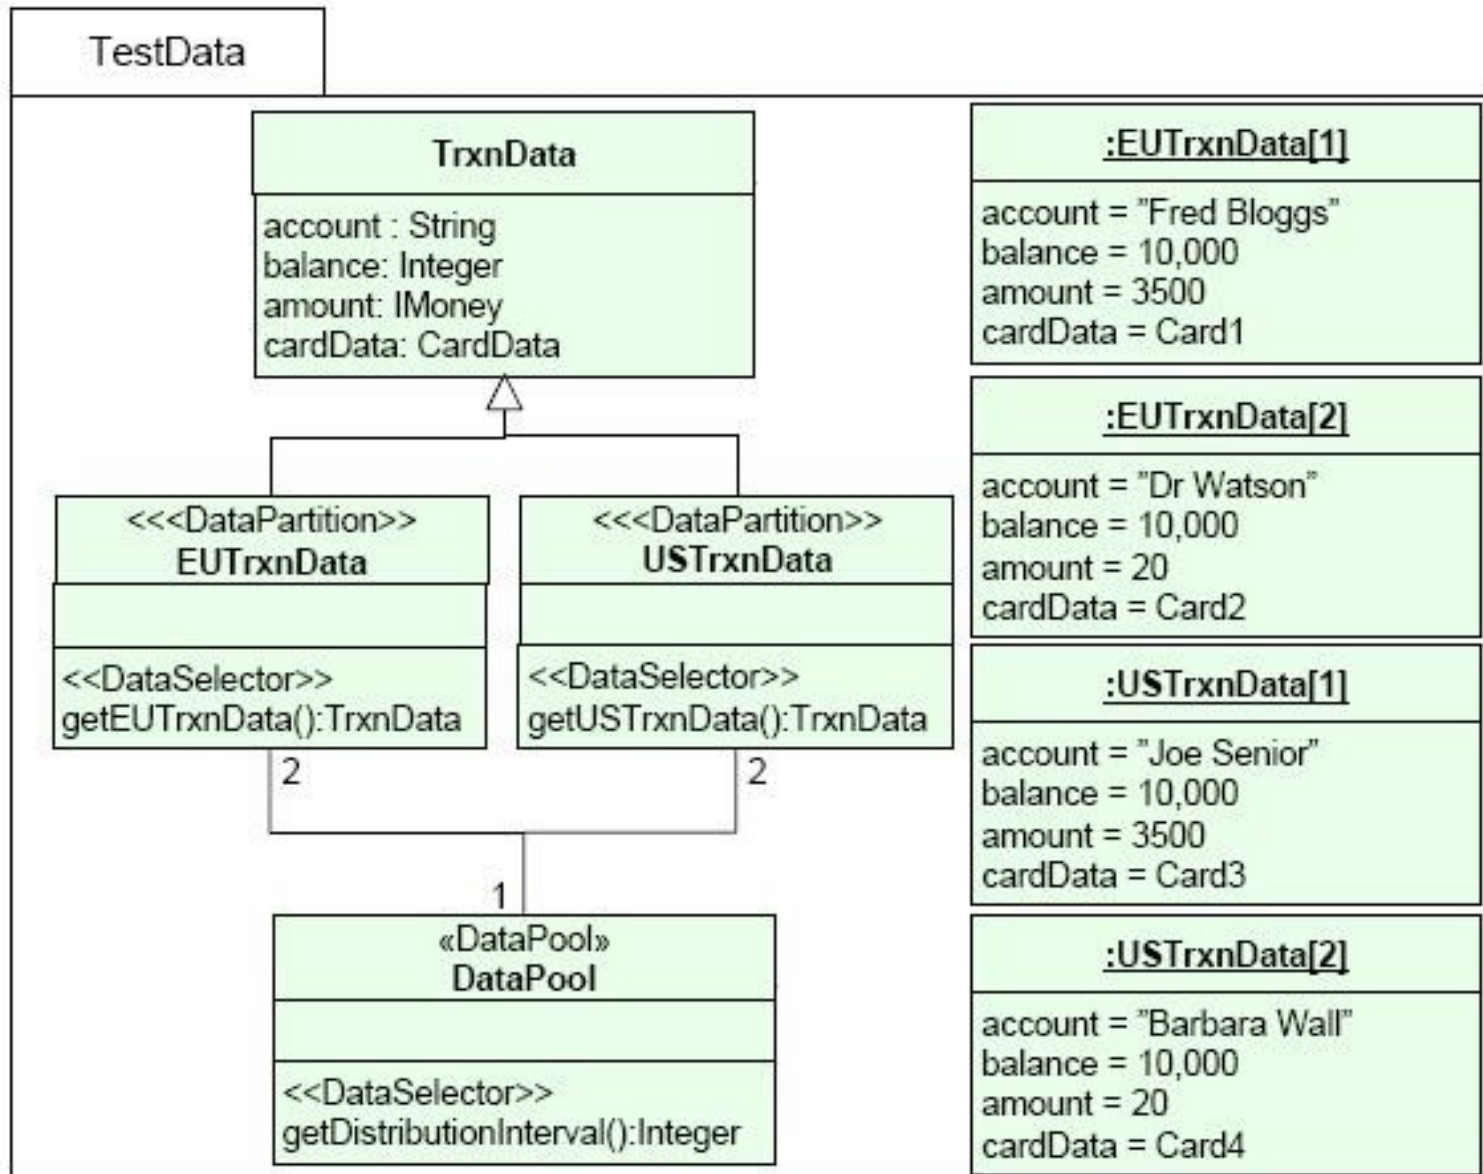 TestData
TrxnData
account : String
balance: Integer
amount: IMoney
cardData: CardData
<<<DataPartition>>
EUTrxnData
<<DataSelector>>
getEUTrxnData():TrxnData
<<<DataPartition>>
USTrxnData
<<DataSelector>>
getUSTrxnData():TrxnData
2
2
1
«DataPool»
DataPool
<<DataSelector>>
getDistributionInterval():Integer
:EUTrxnData[1]
account = ”Fred Bloggs”
balance = 10,000
amount = 3500
cardData = Card1
:EUTrxnData[2]
account = ”Dr Watson”
balance = 10,000
amount = 20
cardData = Card2
:USTrxnData[1]
account = ”Joe Senior”
balance = 10,000
amount = 3500
cardData = Card3
:USTrxnData[2]
account = ”Barbara Wall”
balance = 10,000
amount = 20
cardData = Card4